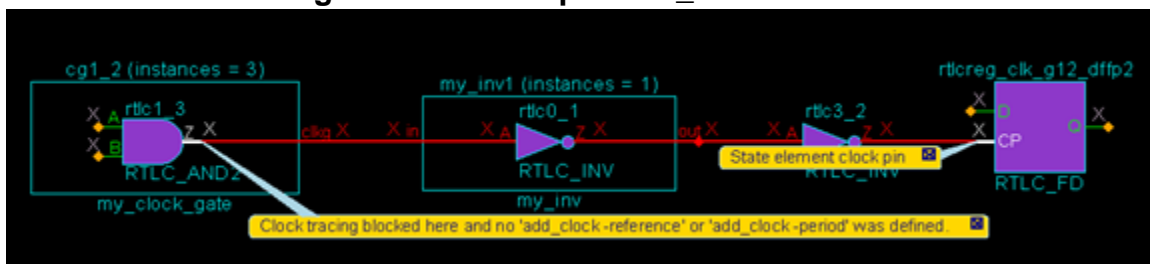 cg1_2 (instances = 3)
rtlcreg_clk_g12_dffp2
my_inv1 (instances = 1)
X A rtlc1_3 Z X
X B
RTLC_AND2
my_clock_gate
clkg X X in
X A rtlc0_1 Z X
RTLC_INV
my_inv
out X
X A rtlc3_2 Z X
RTLC_INV
X D
X Q
X CP
RTLC_FD
State element clock pin
Clock tracing blocked here and no 'add_clock -reference' or 'add_clock -period' was defined.